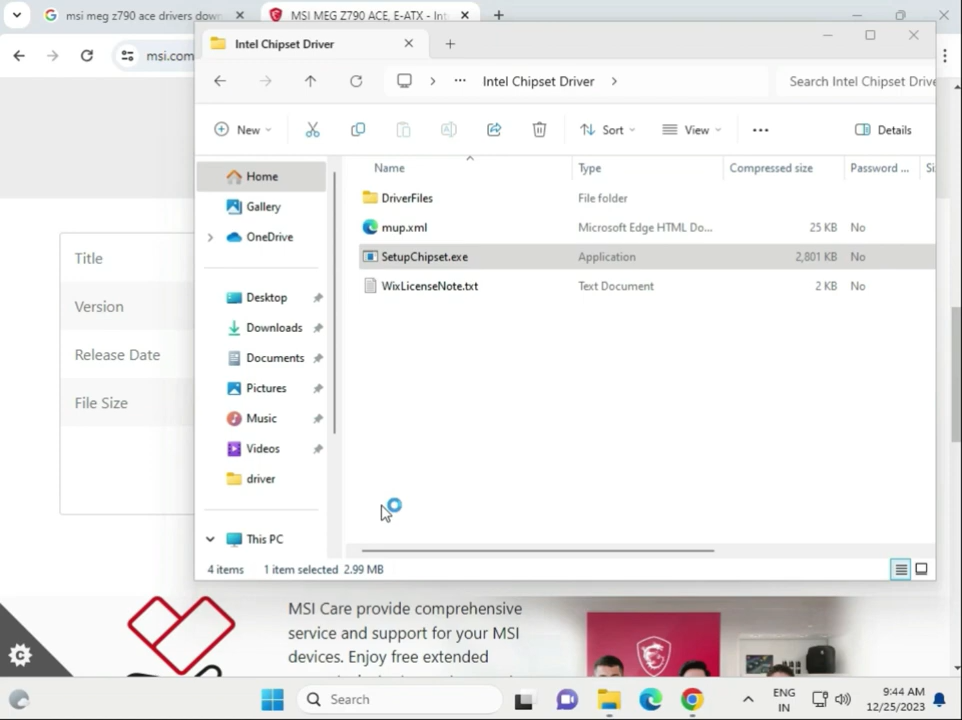 msi meg z790 ace drivers dow
MSI MEG Z790 ACE, E-ATX - Int
msi.com
Intel Chipset Driver
Intel Chipset Driver
Search Intel Chipset Drive
New
Sort
View
Details
Name
Type
Compressed size
Password ...
Si
Home
Gallery
OneDrive
Desktop
Downloads
Documents
Pictures
Music
Videos
driver
This PC
DriverFiles
File folder
mup.xml
Microsoft Edge HTML Do...
25 KB
No
SetupChipset.exe
Application
2,801 KB
No
WixLicenseNote.txt
Text Document
2 KB
No
4 items
1 item selected 2.99 MB
Title
Version
Release Date
File Size
MSI Care provide comprehensive
service and support for your MSI
devices. Enjoy free extended
Search
ENG
IN
9:44 AM
12/25/2023